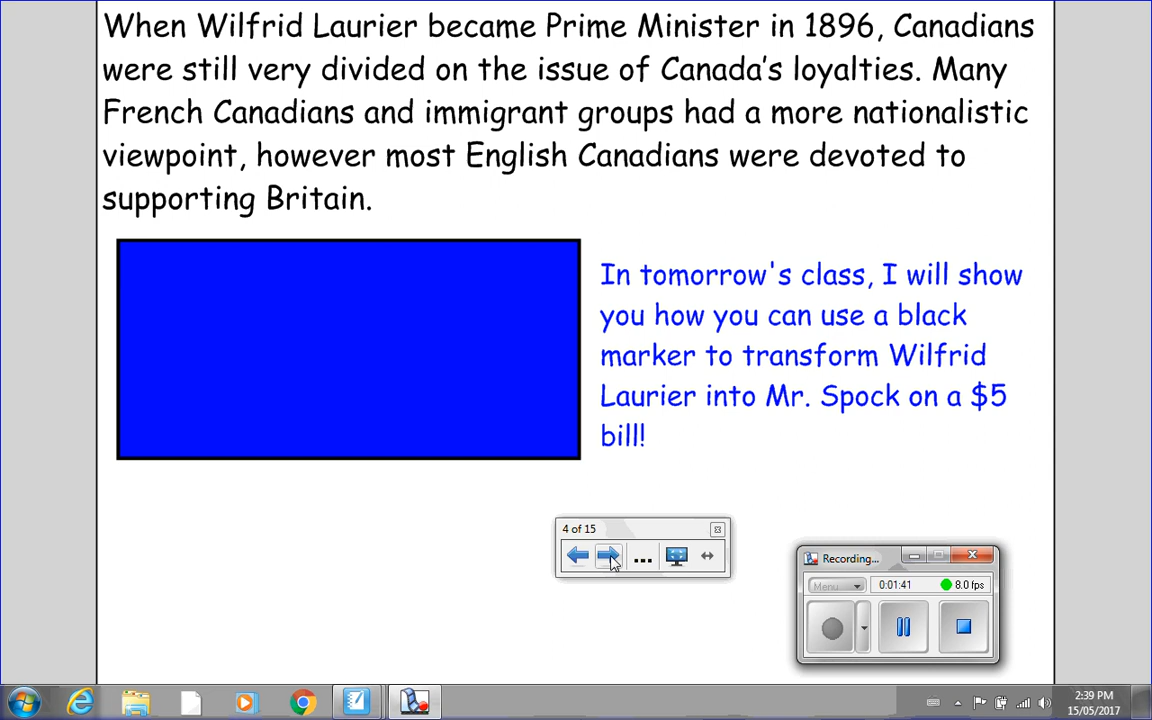 When Wilfrid Laurier became Prime Minister in 1896, Canadians
were still very divided on the issue of Canada's loyalties. Many
French Canadians and immigrant groups had a more nationalistic
viewpoint, however most English Canadians were devoted to
supporting Britain.
In tomorrow's class, I will show
you how you can use a black
marker to transform Wilfrid
Laurier into Mr. Spock on a $5
bill!
4 of 15
...
Recording...
Menu
0:01:41
8.0 fps
2:39 PM
15/05/2017